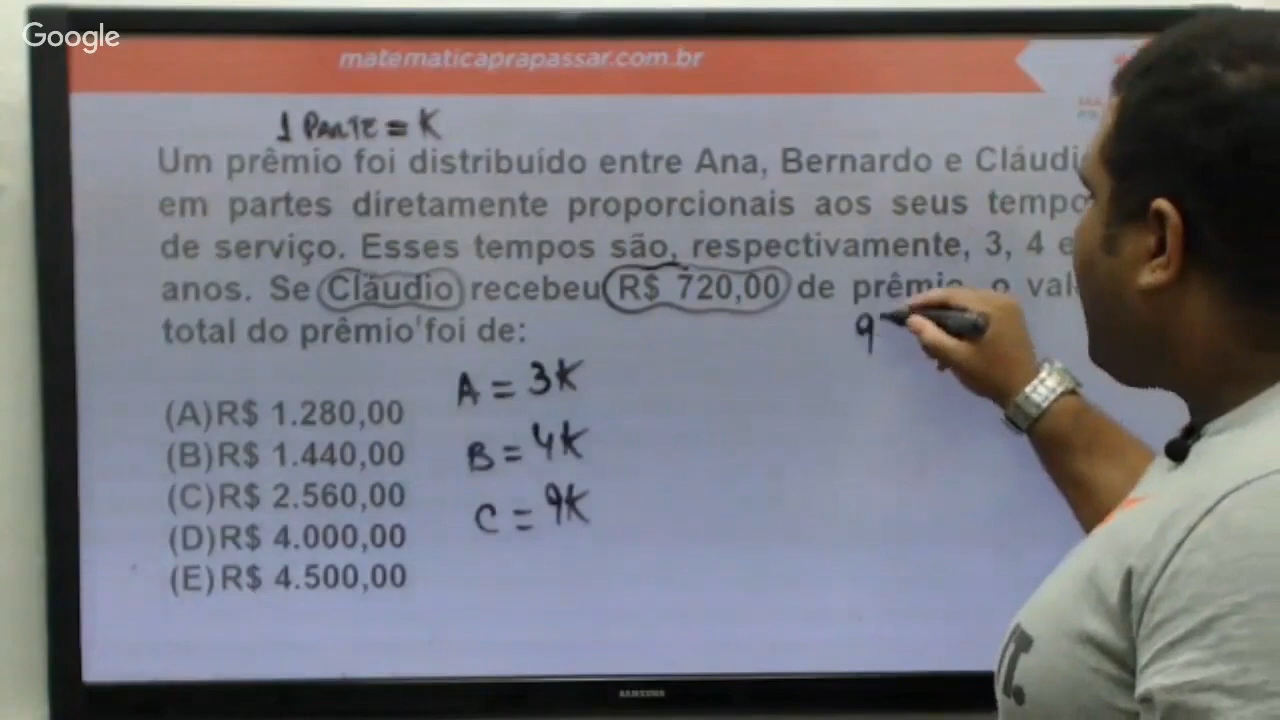 Google
matematicaprapassar.com.br
1 PARTE = K
Um prêmio foi distribuído entre Ana, Bernardo e Cláudi
em partes diretamente proporcionais aos seus tempo
de serviço. Esses tempos são, respectivamente, 3, 4 e
anos. Se Cláudio recebeu R$ 720,00 de prêmio, o val
total do prêmio foi de:
9
A = 3K
(A) R$ 1.280,00
(B) R$ 1.440,00
B = 4K
(C) R$ 2.560,00
C = 9K
(D) R$ 4.000,00
(E) R$ 4.500,00
SAMSUNG